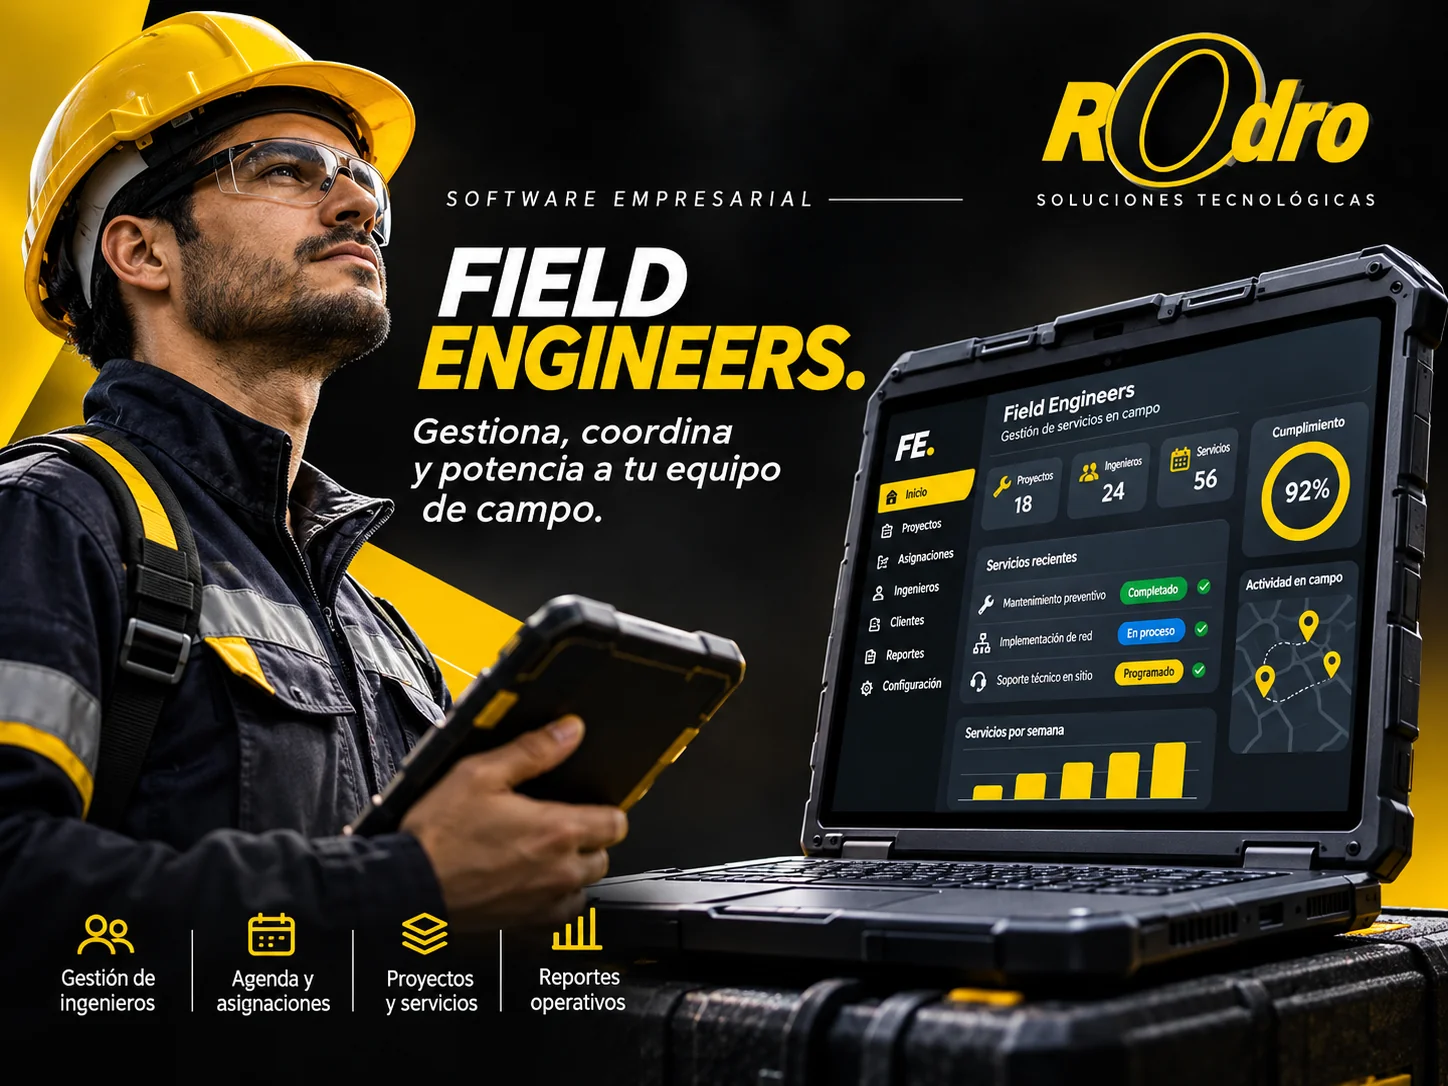 Rodro
SOLUCIONES TECNOLÓGICAS
SOFTWARE EMPRESARIAL
FIELD
ENGINEERS.
Gestiona, coordina
y potencia a tu equipo
de campo.
FE.
Inicio
Proyectos
Asignaciones
Ingenieros
Clientes
Reportes
Configuración
Field Engineers
Gestión de servicios en campo
Proyectos
18
Ingenieros
24
Servicios
56
Cumplimiento
92%
Servicios recientes
Mantenimiento preventivo Completado
Implementación de red En proceso
Soporte técnico en sitio Programado
Actividad en campo
Servicios por semana
Gestión de
ingenieros
Agenda y
asignaciones
Proyectos
y servicios
Reportes
operativos